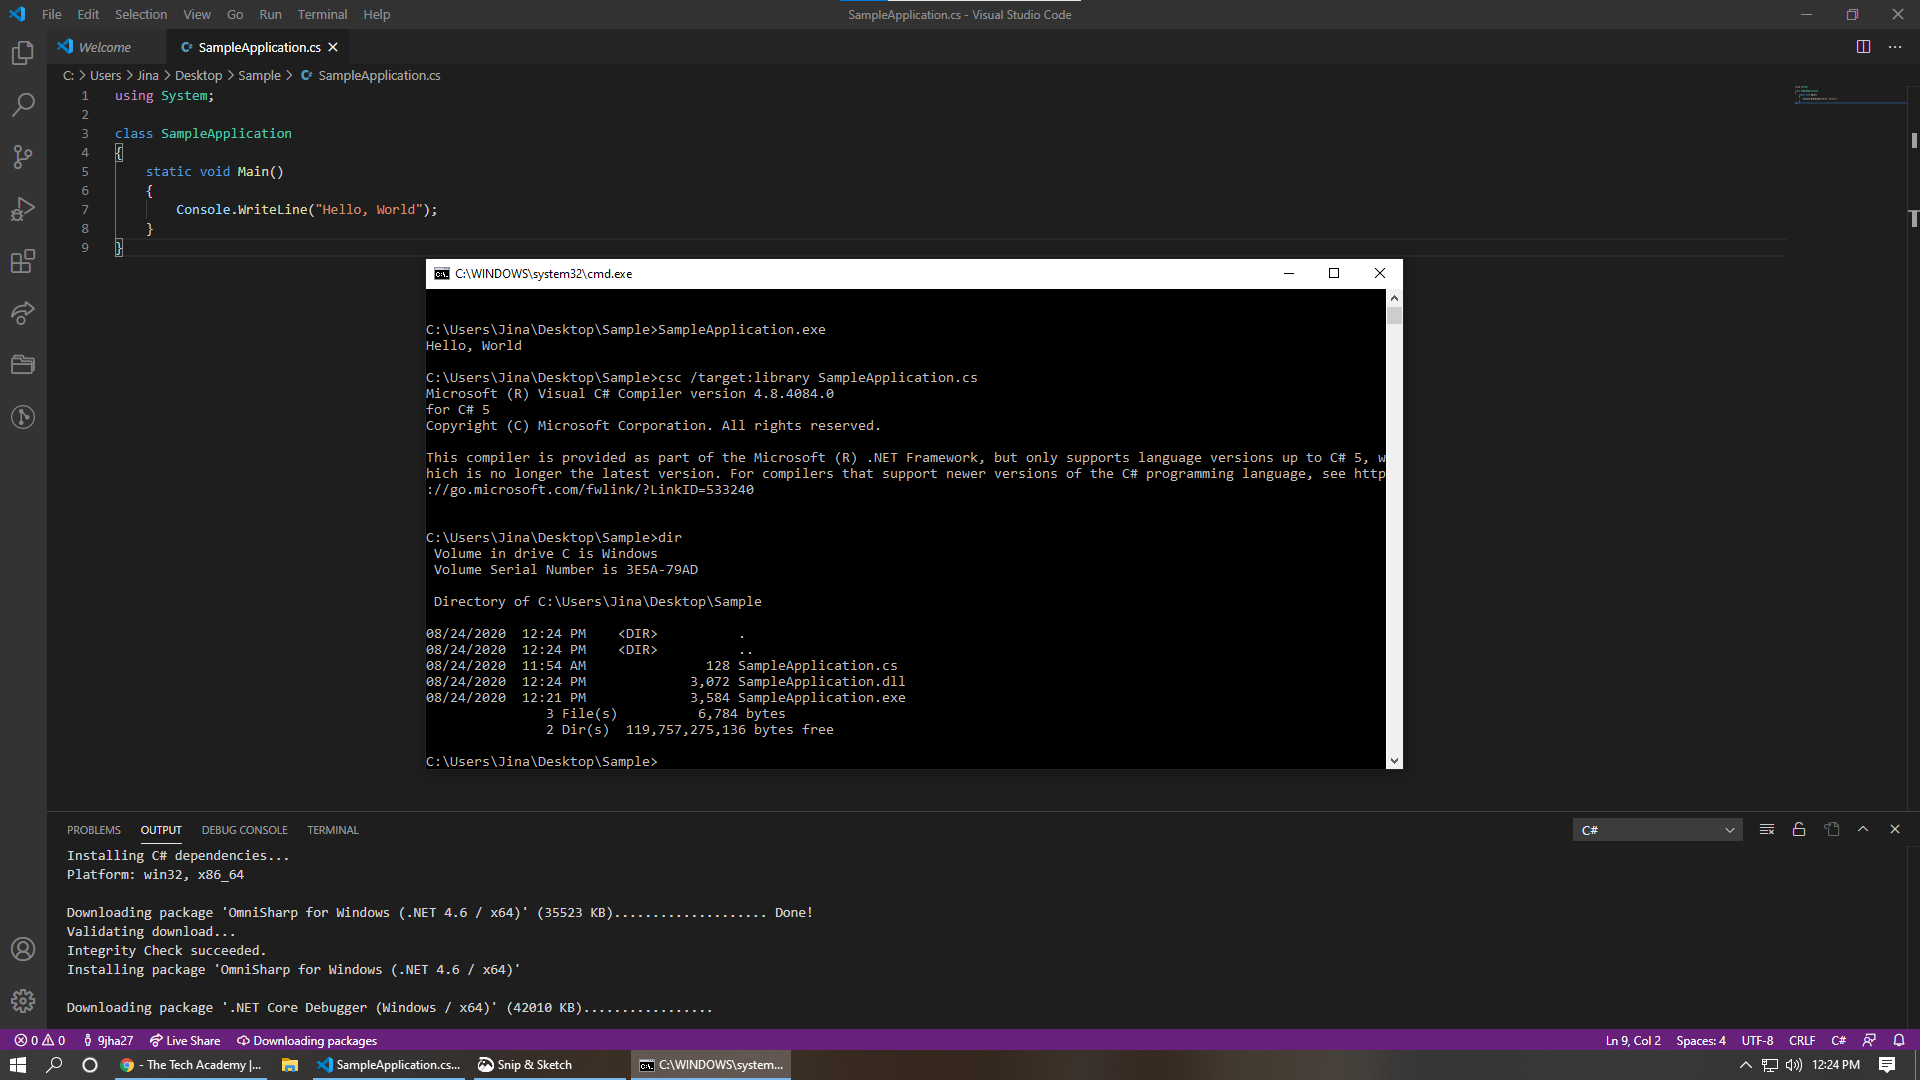 File Edit Selection View Go Run Terminal Help SampleApplication.cs - Visual Studio Code
Welcome C# SampleApplication.cs
C: > Users > Jina > Desktop > Sample > C# SampleApplication.cs
1 using System;
2
3 class SampleApplication
4 {
5 static void Main()
6 {
7 Console.WriteLine("Hello, World");
8 }
9 }
C:\WINDOWS\system32\cmd.exe
C:\Users\Jina\Desktop\Sample>SampleApplication.exe
Hello, World
C:\Users\Jina\Desktop\Sample>csc /target:library SampleApplication.cs
Microsoft (R) Visual C# Compiler version 4.8.4084.0
for C# 5
Copyright (C) Microsoft Corporation. All rights reserved.
This compiler is provided as part of the Microsoft (R) .NET Framework, but only supports language versions up to C# 5, w
hich is no longer the latest version. For compilers that support newer versions of the C# programming language, see http
://go.microsoft.com/fwlink/?LinkID=533240
C:\Users\Jina\Desktop\Sample>dir
Volume in drive C is Windows
Volume Serial Number is 3E5A-79AD
Directory of C:\Users\Jina\Desktop\Sample
08/24/2020 12:24 PM <DIR> .
08/24/2020 12:24 PM <DIR> ..
08/24/2020 11:54 AM 128 SampleApplication.cs
08/24/2020 12:24 PM 3,072 SampleApplication.dll
08/24/2020 12:21 PM 3,584 SampleApplication.exe
3 File(s) 6,784 bytes
2 Dir(s) 119,757,275,136 bytes free
C:\Users\Jina\Desktop\Sample>
PROBLEMS OUTPUT DEBUG CONSOLE TERMINAL C#
Installing C# dependencies...
Platform: win32, x86_64
Downloading package 'OmniSharp for Windows (.NET 4.6 / x64)' (35523 KB).................... Done!
Validating download...
Integrity Check succeeded.
Installing package 'OmniSharp for Windows (.NET 4.6 / x64)'
Downloading package '.NET Core Debugger (Windows / x64)' (42010 KB).................
0 0 9jha27 Live Share Downloading packages Ln 9, Col 2 Spaces: 4 UTF-8 CRLF C#
- The Tech Academy |... SampleApplication.cs... Snip & Sketch C:\WINDOWS\system... 12:24 PM